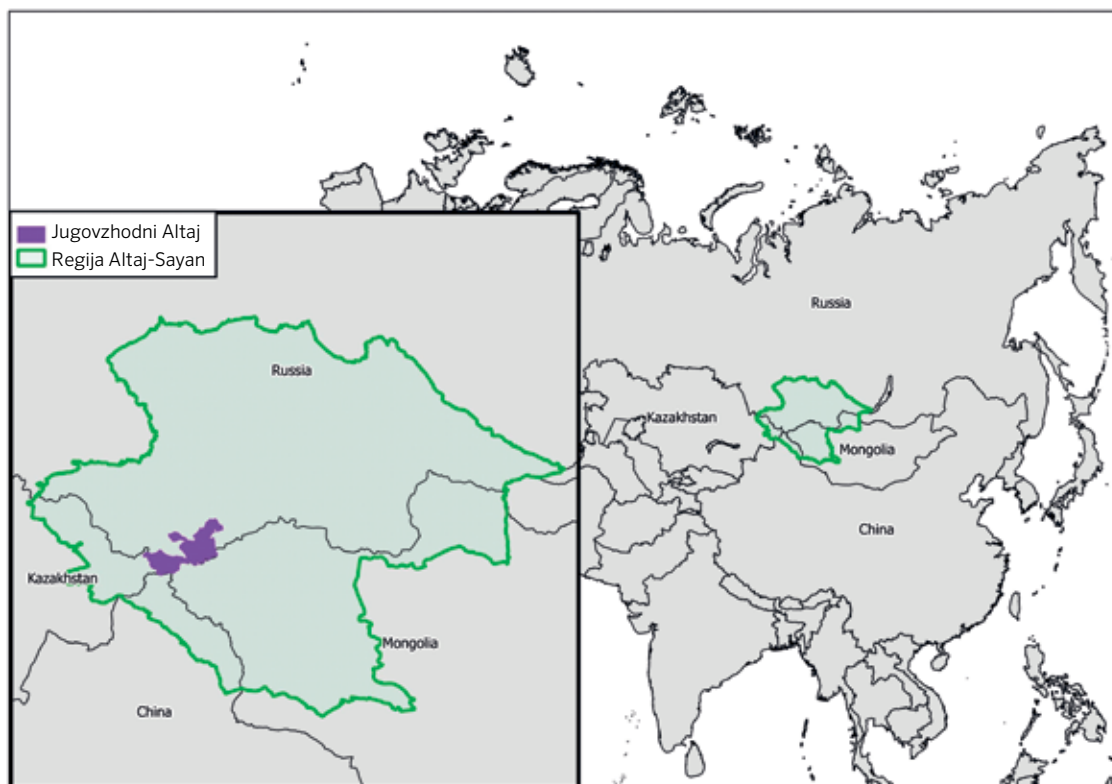 Jugovzhodni Altaj
Regija Altaj-Sayan
Russia
Kazakhstan
Mongolia
China
Russia
Kazakhstan
Mongolia
China